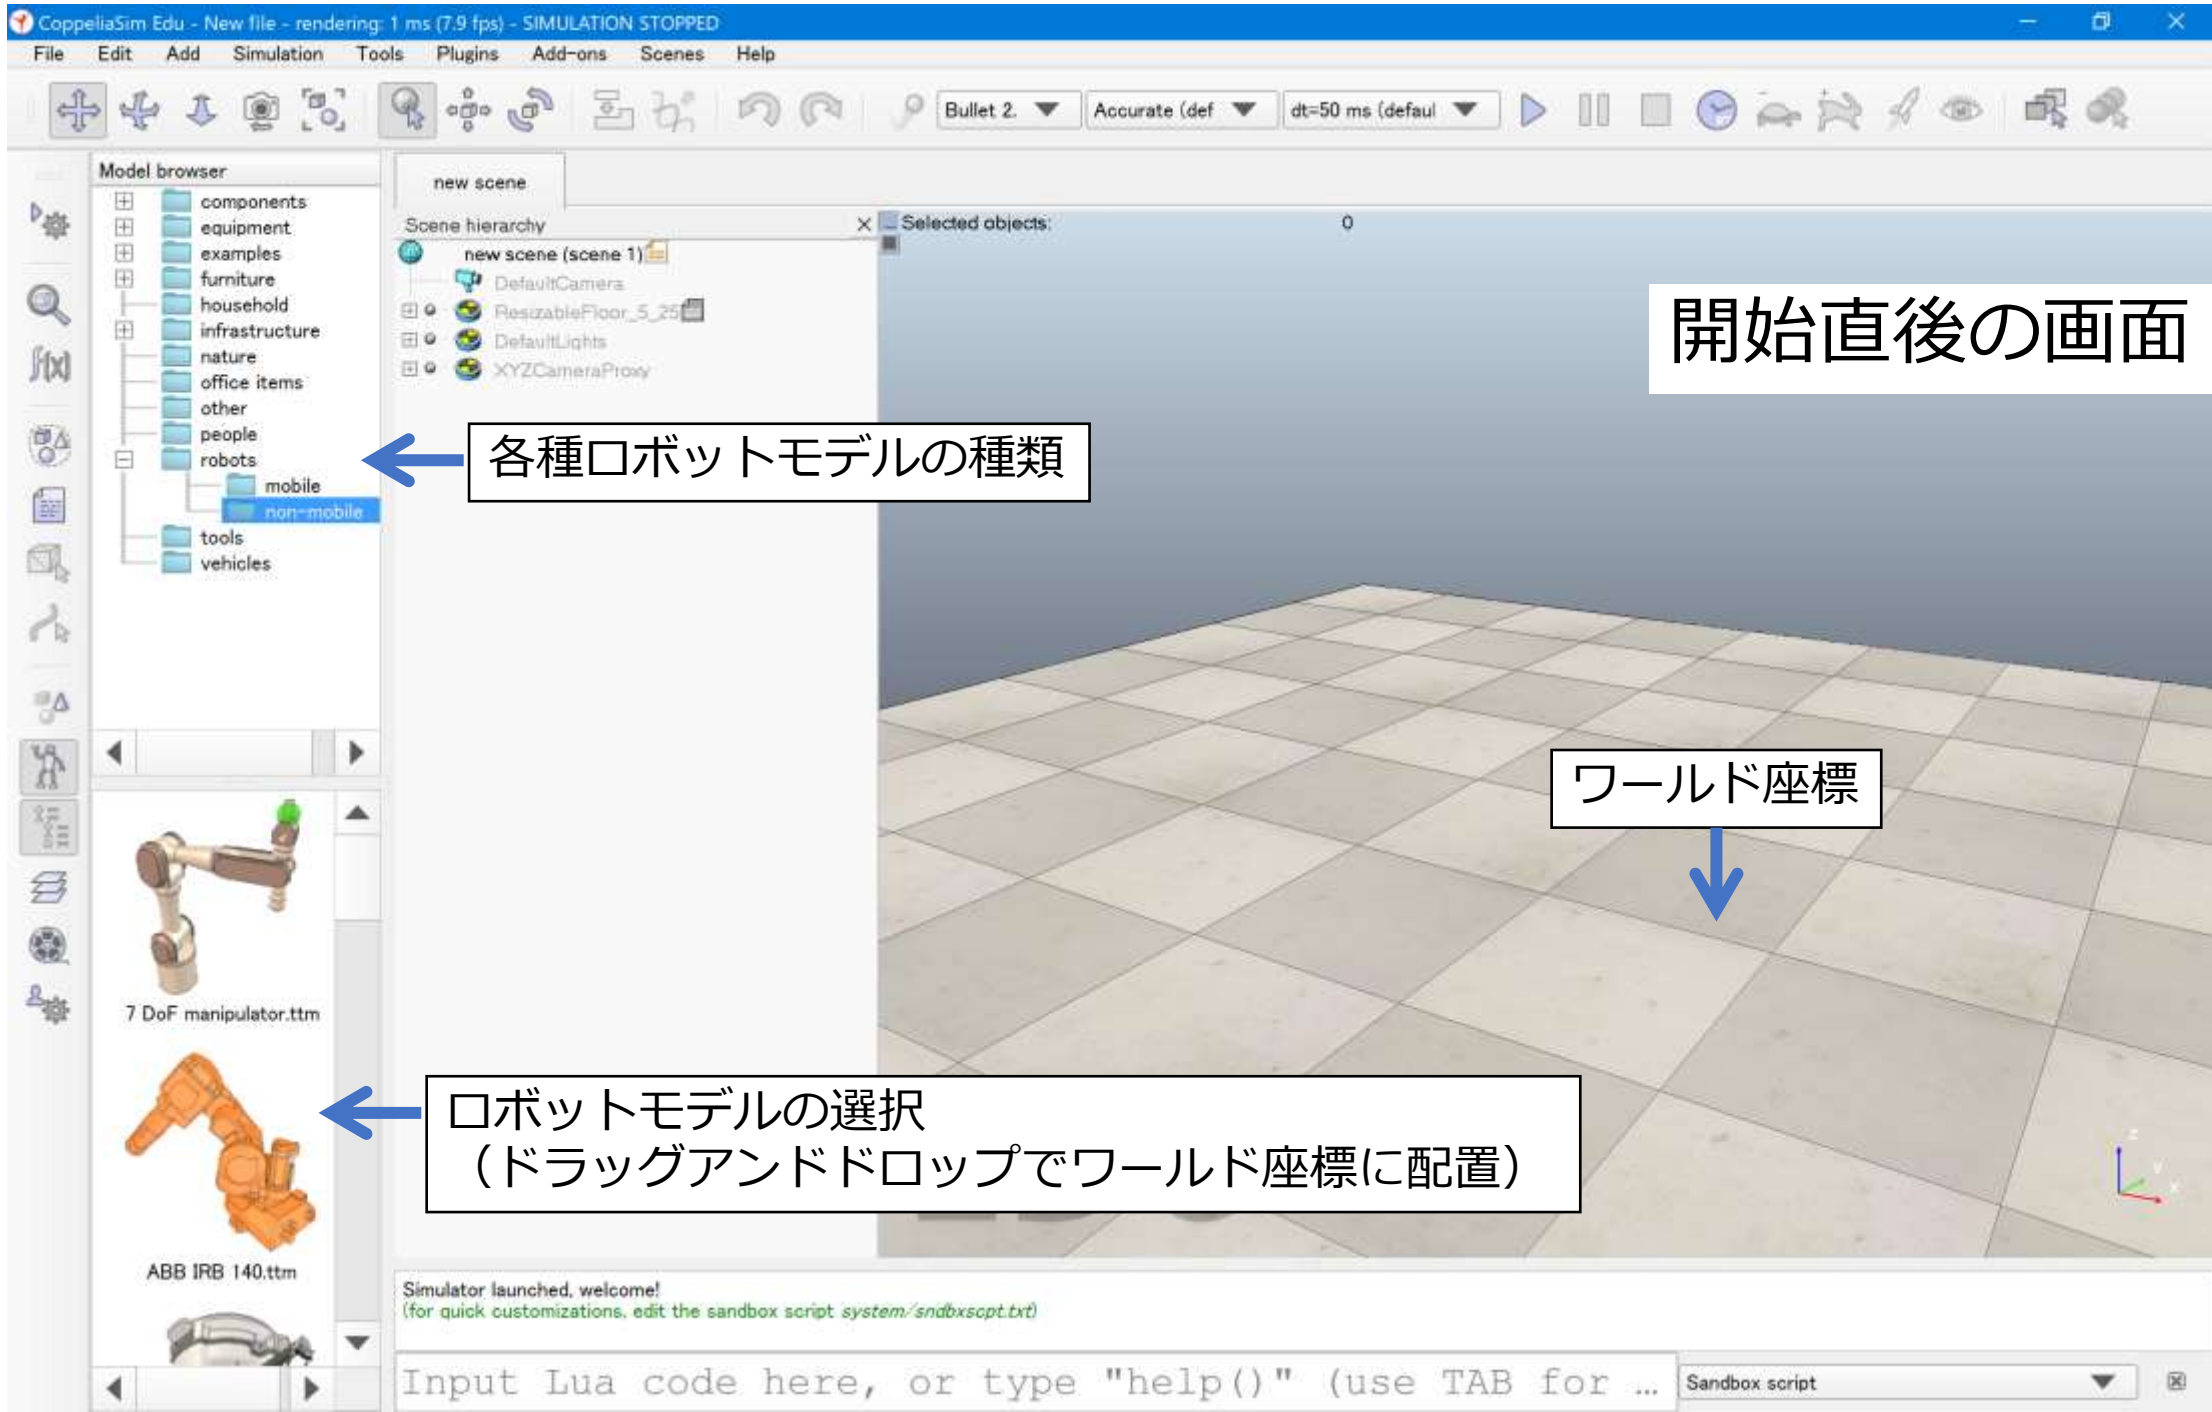 CoppeliaSim Edu - New file - rendering: 1 ms (7.9 fps) - SIMULATION STOPPED
File Edit Add Simulation Tools Plugins Add-ons Scenes Help
Bullet 2. Accurate (def dt=50 ms (defaul
Model browser
components
equipment
examples
furniture
household
infrastructure
nature
office items
other
people
robots
mobile
non-mobile
tools
vehicles
7 DoF manipulator.ttm
ABB IRB 140.ttm
new scene
Scene hierarchy
new scene (scene 1)
DefaultCamera
ResizableFloor_5_25
DefaultLights
XYZCameraProxy
Selected objects: 0
開始直後の画面
各種ロボットモデルの種類
ワールド座標
ロボットモデルの選択
（ドラッグアンドドロップでワールド座標に配置）
z
y
x
f(x)
Simulator launched, welcome!
(for quick customizations, edit the sandbox script system/sndbxscpt.txt)
Input Lua code here, or type "help()" (use TAB for ...
Sandbox script